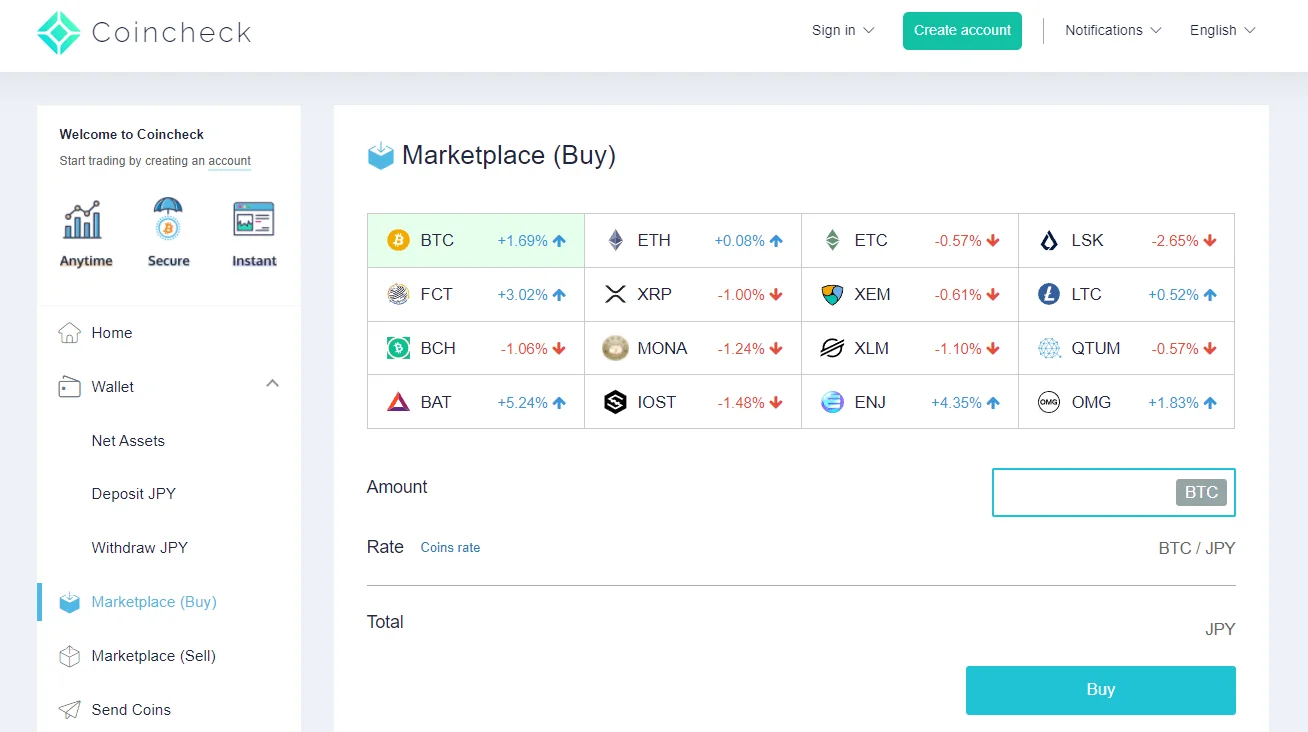 Coincheck
Sign in
Create account
Notifications
English
Welcome to Coincheck
Start trading by creating an account
Anytime
Secure
Instant
Home
Wallet
Net Assets
Deposit JPY
Withdraw JPY
Marketplace (Buy)
Marketplace (Sell)
Send Coins
Marketplace (Buy)
BTC +1.69% ETH +0.08% ETC -0.57% LSK -2.65%
FCT +3.02% XRP -1.00% XEM -0.61% LTC +0.52%
BCH -1.06% MONA -1.24% XLM -1.10% QTUM -0.57%
BAT +5.24% IOST -1.48% ENJ +4.35% OMG OMG +1.83%
Amount BTC
Rate Coins rate BTC / JPY
Total JPY
Buy